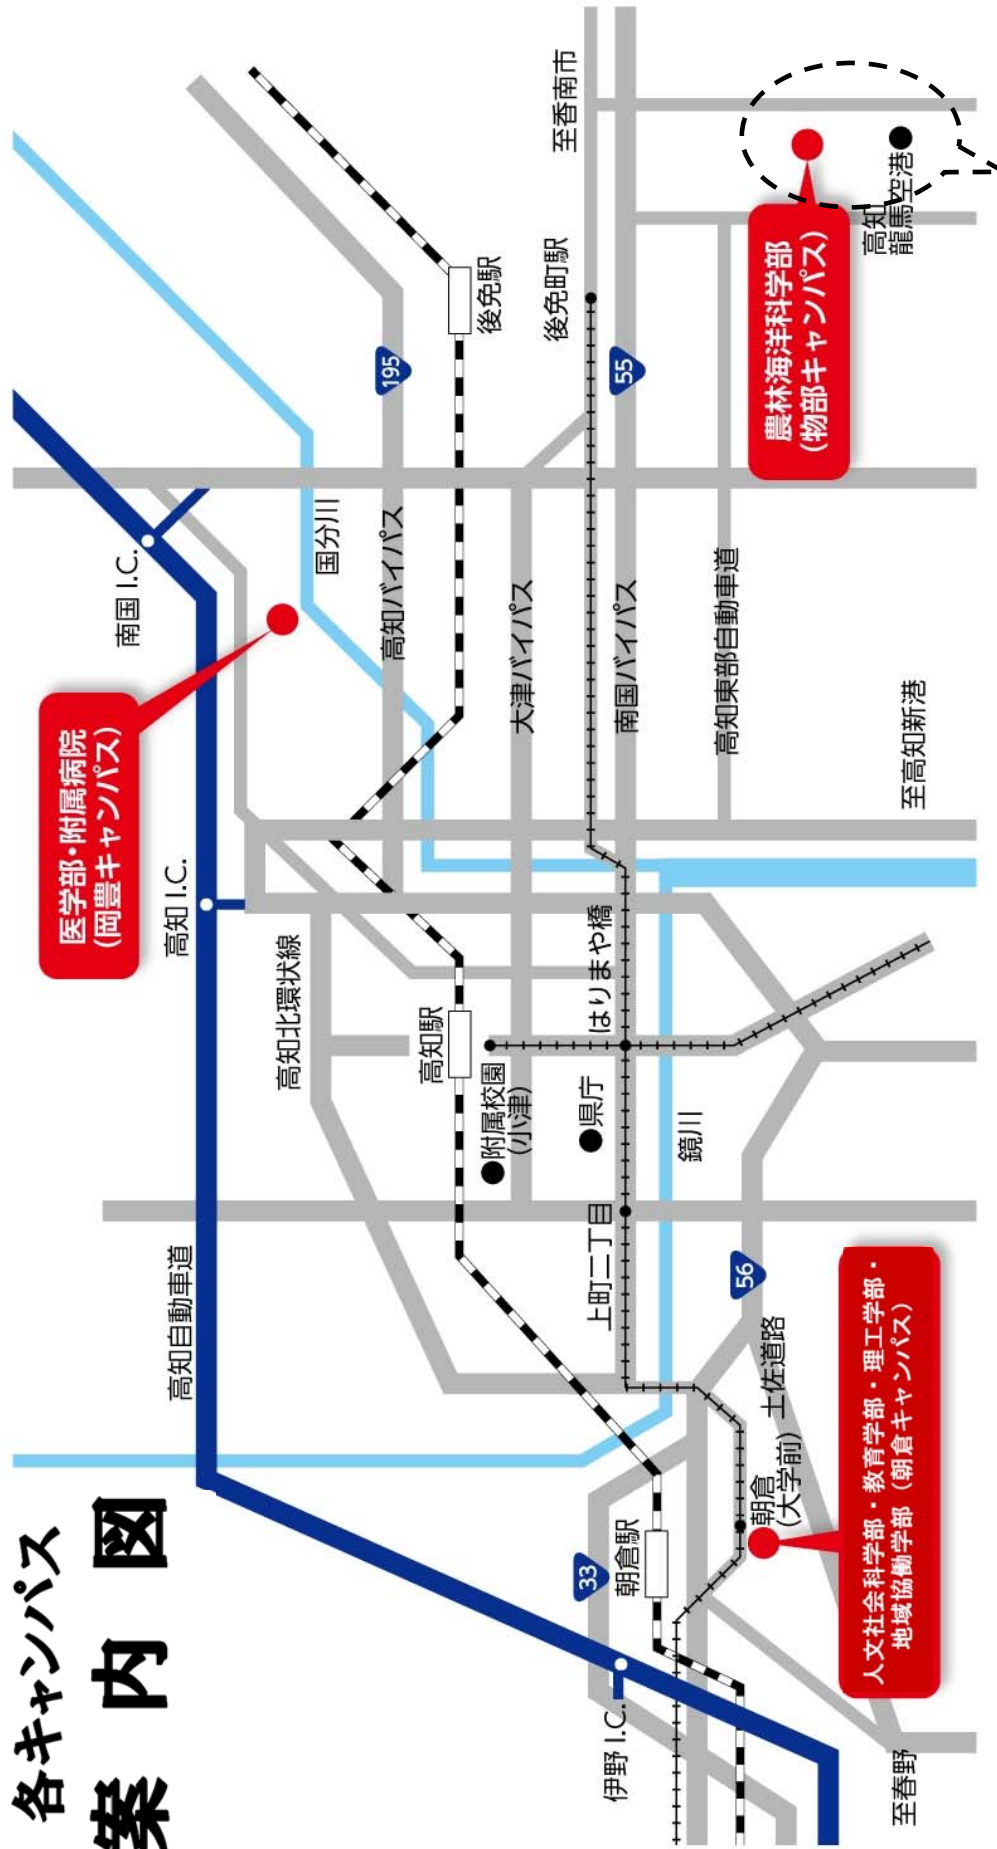 各キャンパス
案内図
医学部・附属病院
(岡豊キャンパス)
南国 I.C.
高知 I.C.
高知自動車道
伊野 I.C.
高知北環状線
国分川
195
高知バイパス
後免駅
高知駅
附属校園
(小津)
大津バイパス
至香南市
後免町駅
55
南国バイパス
はりまや橋
県庁
上町二丁目
鏡川
33
朝倉駅
高知東部自動車道
56
土佐道路
朝倉
(大学前)
農林海洋科学部
(物部キャンパス)
高知
龍馬空港
至高知新港
人文社会科学部・教育学部・理工学部・
地域協働学部（朝倉キャンパス）
至春野